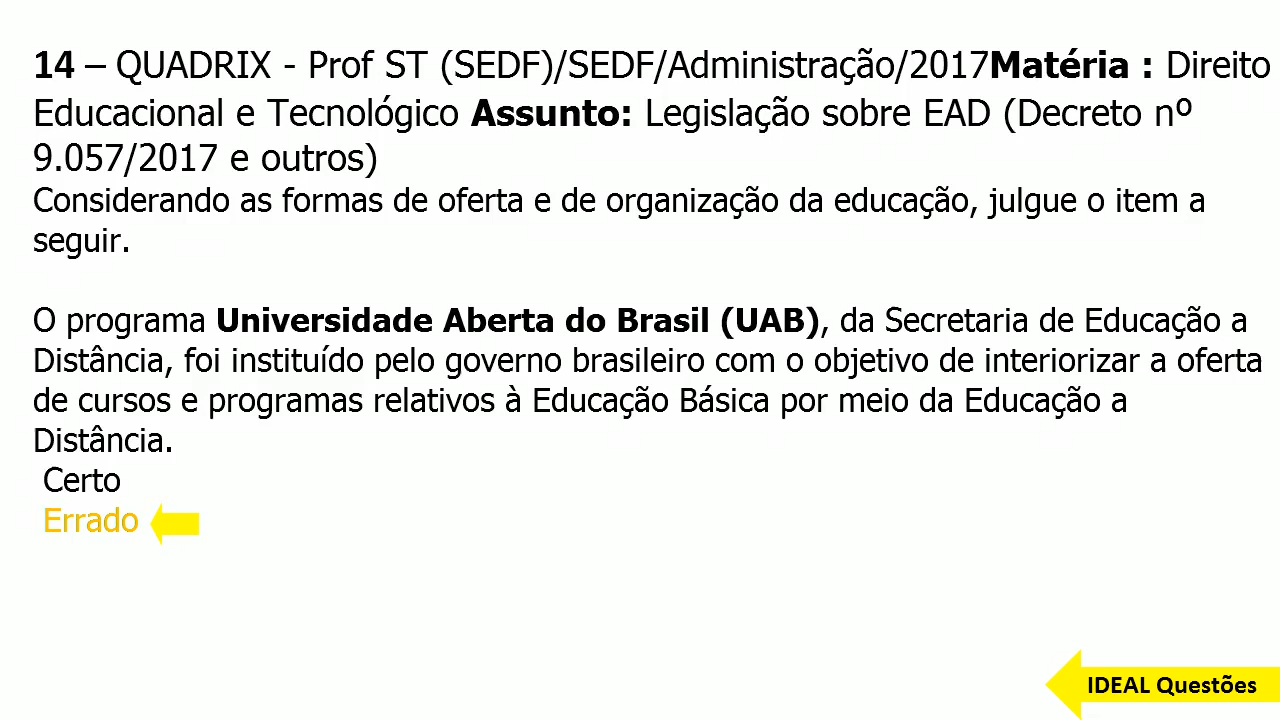 14 – QUADRIX - Prof ST (SEDF)/SEDF/Administração/2017Matéria : Direito
Educacional e Tecnológico Assunto: Legislação sobre EAD (Decreto nº
9.057/2017 e outros)
Considerando as formas de oferta e de organização da educação, julgue o item a
seguir.
O programa Universidade Aberta do Brasil (UAB), da Secretaria de Educação a
Distância, foi instituído pelo governo brasileiro com o objetivo de interiorizar a oferta
de cursos e programas relativos à Educação Básica por meio da Educação a
Distância.
Certo
Errado
IDEAL Questões